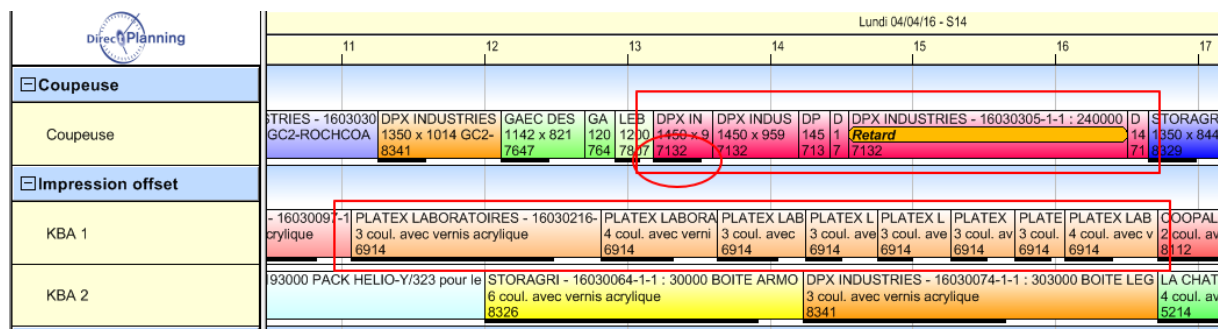 Lundi 04/04/16 - S14
DirectPlanning
11 12 13 14 15 16 17
Coupeuse
Coupeuse
STRIES - 1603030 DPX INDUSTRIES GAEC DES GA LEB DPX IN DPX INDUS DP D DPX INDUSTRIES - 16030305-1-1 : 240000 D STORAGR
GC2-ROCHCOA 1350 x 1014 GC2- 1142 x 821 120 1200 1450 x 9 1450 x 959 145 1 Retard 14 1350 x 844
8341 7647 764 7807 7132 7132 713 7 7132 71 8329
Impression offset
KBA 1
- 16030097-1 PLATEX LABORATOIRES - 16030216- PLATEX LABORA PLATEX LAB PLATEX L PLATEX L PLATEX PLATE PLATEX LAB COOPAL
crylique 3 coul. avec vernis acrylique 4 coul. avec verni 3 coul. avec 3 coul. ave 3 coul. ave 3 coul. av 3 coul. 4 coul. avec v 2 coul. av
6914 6914 6914 6914 6914 6914 6914 6914 8112
KBA 2
193000 PACK HELIO-Y/323 pour le STORAGRI - 16030064-1-1 : 30000 BOITE ARMO DPX INDUSTRIES - 16030074-1-1 : 303000 BOITE LEG LA CHAT
6 coul. avec vernis acrylique 3 coul. avec vernis acrylique 4 coul. av
8326 8341 5214